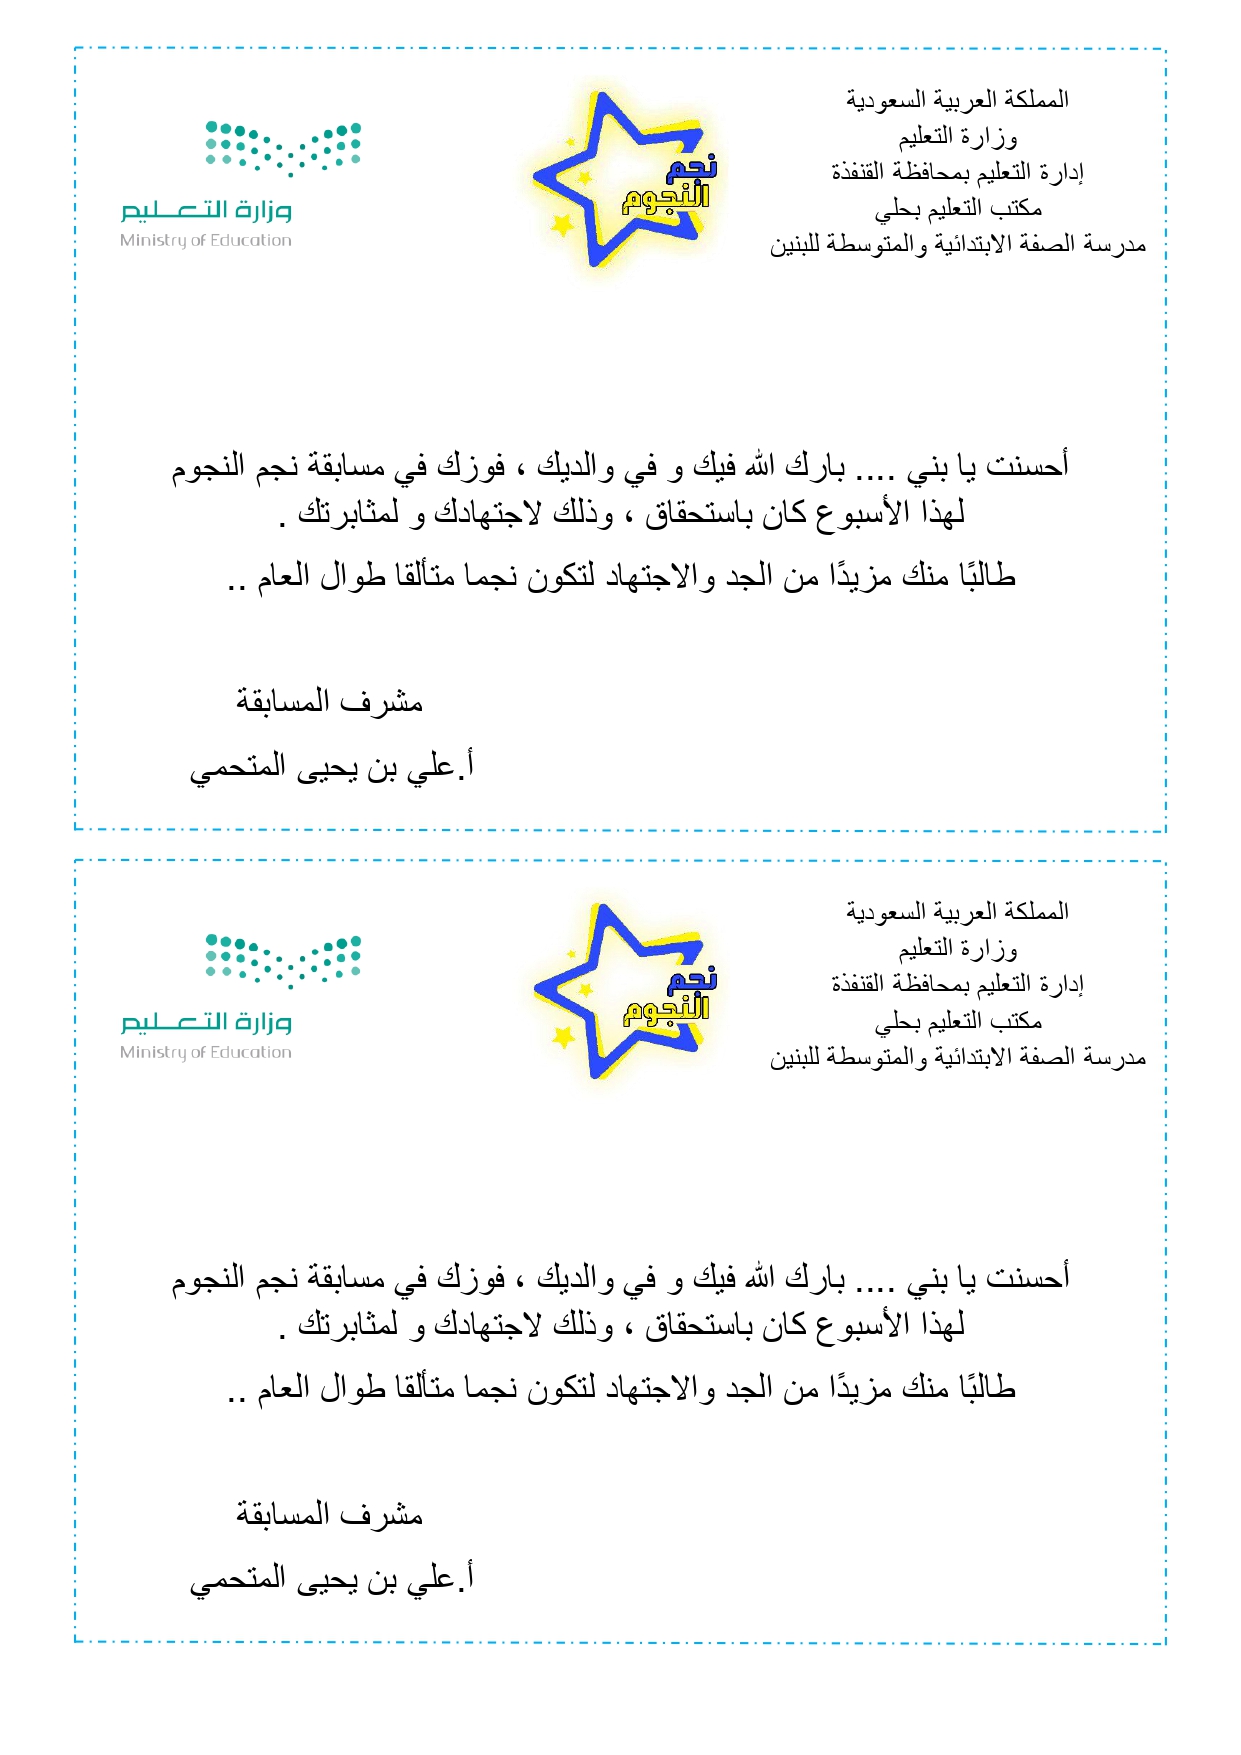 المملكة العربية السعودية
وزارة التعليم
إدارة التعليم بمحافظة القنفذة
مكتب التعليم بحلي
مدرسة الصفة الابتدائية والمتوسطة للبنين
نجم
النجوم
وزارة التعـــليم
Ministry of Education
أحسنت يا بني .... بارك الله فيك و في والديك ، فوزك في مسابقة نجم النجوم
لهذا الأسبوع كان باستحقاق ، وذلك لاجتهادك و لمثابرتك .
طالبًا منك مزيدًا من الجد والاجتهاد لتكون نجما متألقا طوال العام ..
مشرف المسابقة
أ.علي بن يحيى المتحمي
المملكة العربية السعودية
وزارة التعليم
إدارة التعليم بمحافظة القنفذة
مكتب التعليم بحلي
مدرسة الصفة الابتدائية والمتوسطة للبنين
نجم
النجوم
وزارة التعـــليم
Ministry of Education
أحسنت يا بني .... بارك الله فيك و في والديك ، فوزك في مسابقة نجم النجوم
لهذا الأسبوع كان باستحقاق ، وذلك لاجتهادك و لمثابرتك .
طالبًا منك مزيدًا من الجد والاجتهاد لتكون نجما متألقا طوال العام ..
مشرف المسابقة
أ.علي بن يحيى المتحمي